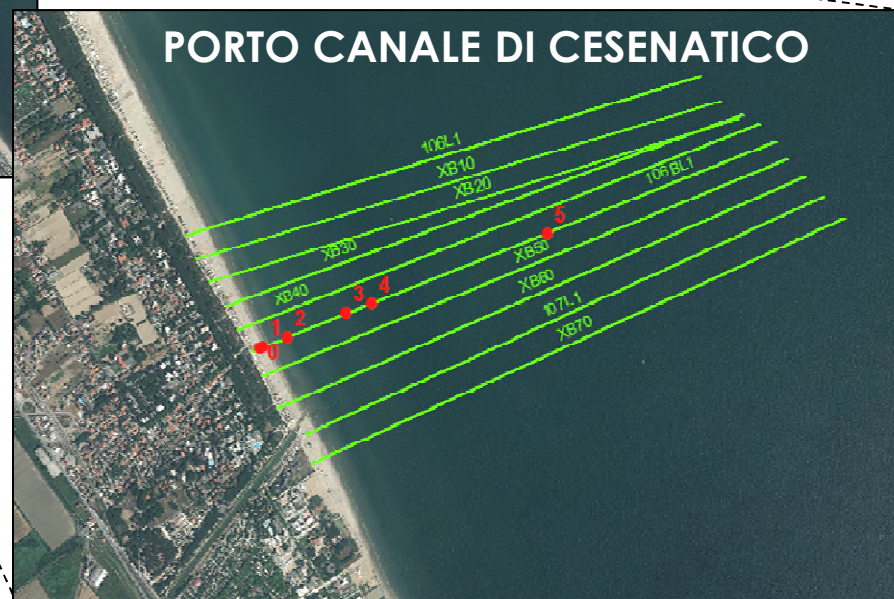 PORTO CANALE DI CESENATICO
106L1
XB10
XB20
106BL1
XB30
XB40
XB50
XB60
107L1
XB70
5
4
3
2
1
0